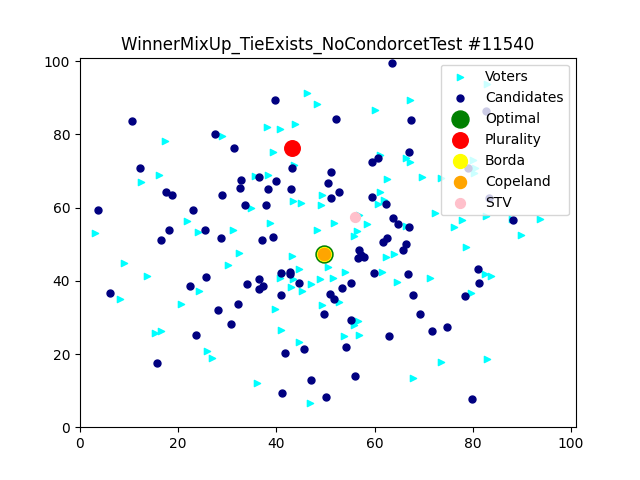 WinnerMixUp_TieExists_NoCondorcetTest #11540
100
80
60
40
20
0
0
20
40
60
80
100
Voters
Candidates
Optimal
Plurality
Borda
Copeland
STV